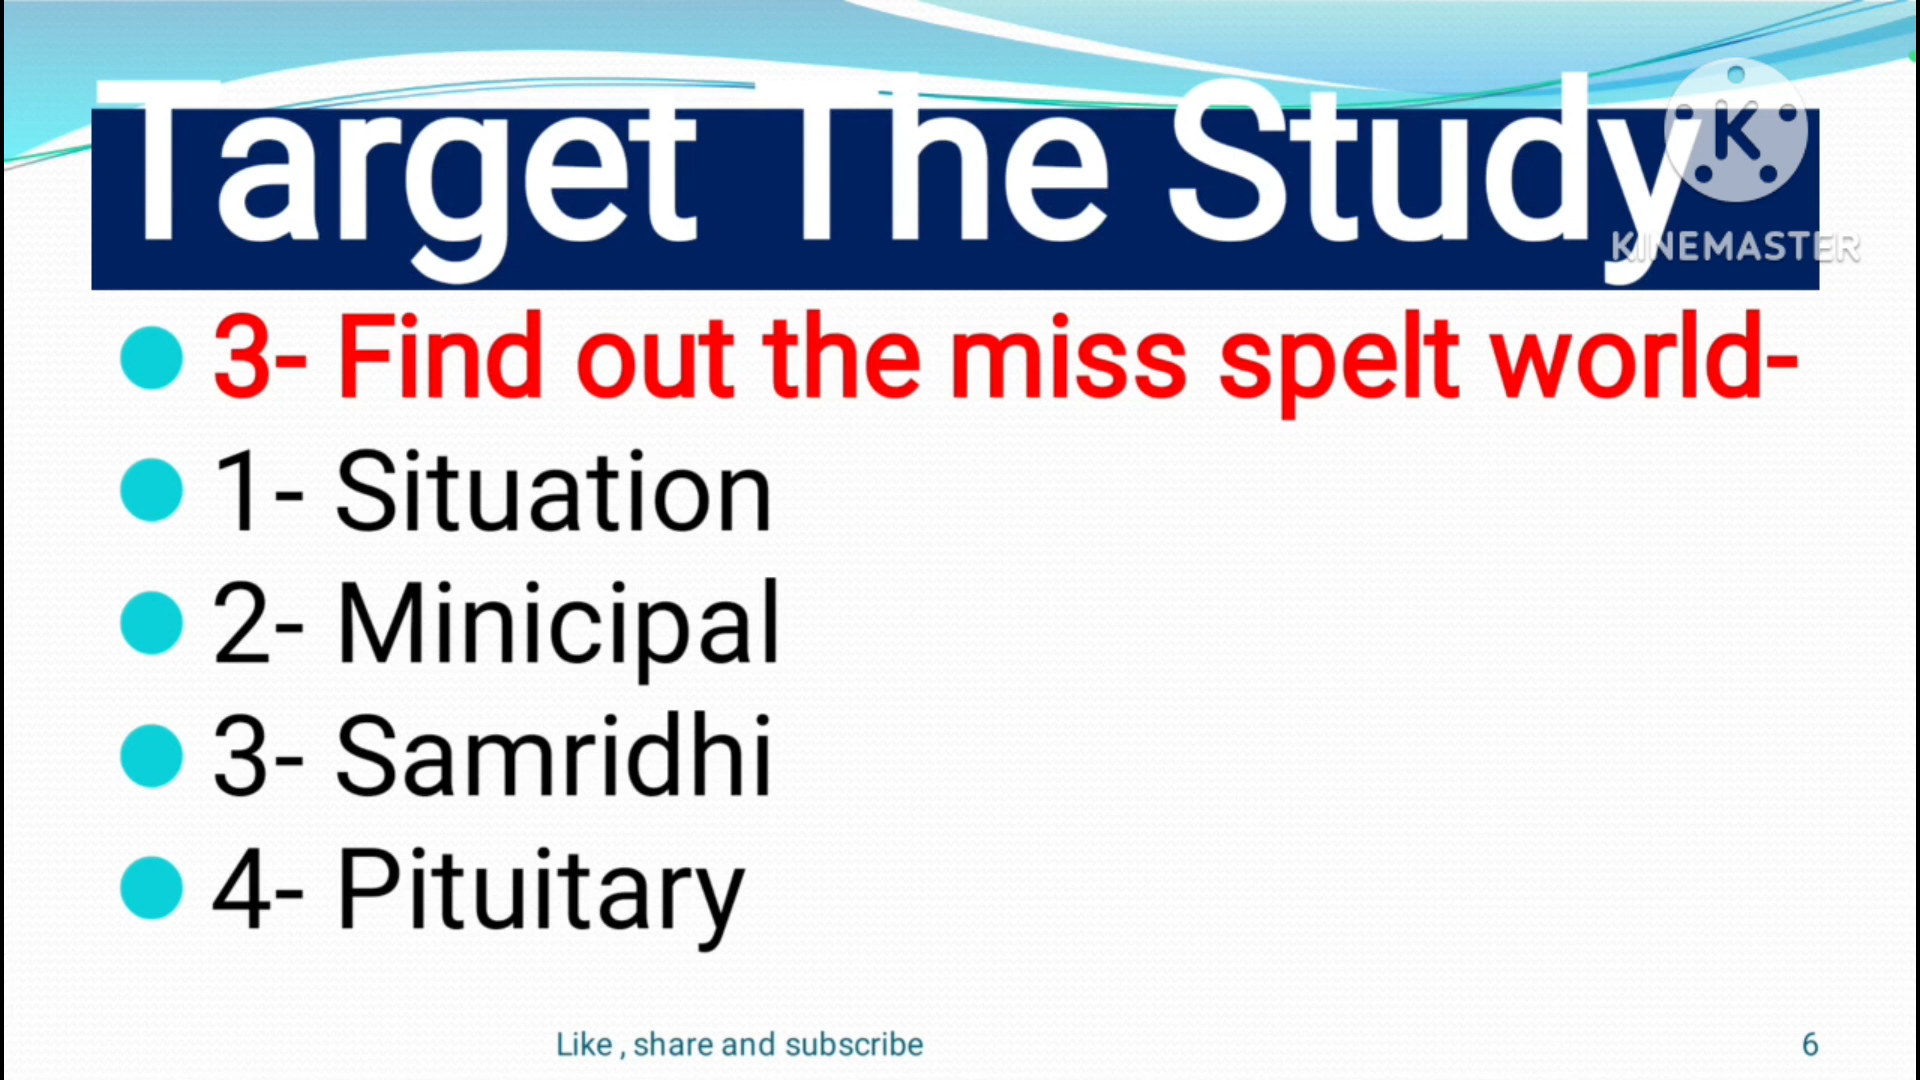 Target The Study
K
KINEMASTER
3- Find out the miss spelt world-
1- Situation
2- Minicipal
3- Samridhi
4- Pituitary
Like , share and subscribe
6